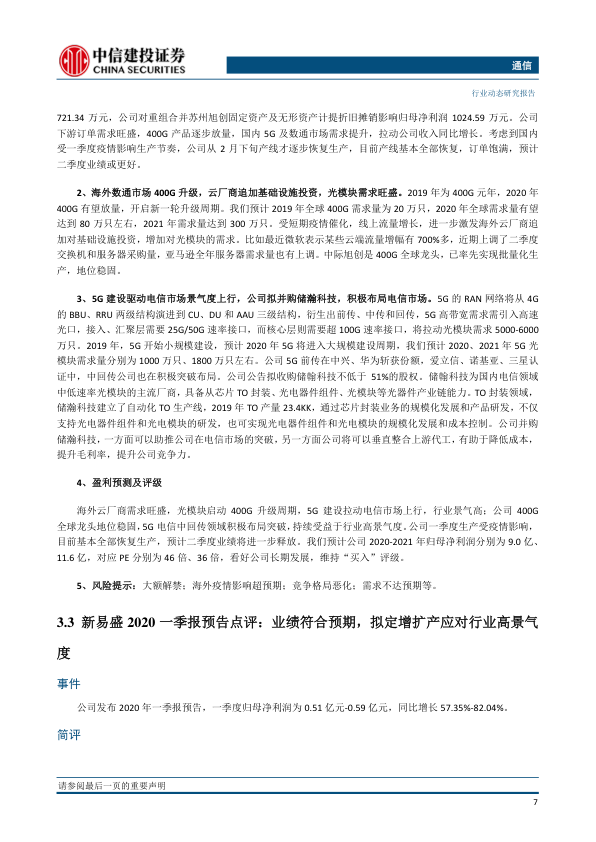 中信建投证券
CHINA SECURITIES
通信
行业动态研究报告
721.34 万元，公司对重组合并苏州旭创固定资产及无形资产计提折旧摊销影响归母净利润 1024.59 万元。公司
下游订单需求旺盛，400G 产品逐步放量，国内 5G 及数通市场需求提升，拉动公司收入同比增长。考虑到国内
受一季度疫情影响生产节奏，公司从 2 月下旬产线才逐步恢复生产，目前产线基本全部恢复，订单饱满，预计
二季度业绩或更好。
2、海外数通市场 400G 升级，云厂商追加基础设施投资，光模块需求旺盛。2019 年为 400G 元年，2020 年
400G 有望放量，开启新一轮升级周期。我们预计 2019 年全球 400G 需求量为 20 万只，2020 年全球需求量有望
达到 80 万只左右，2021 年需求量达到 300 万只。受短期疫情催化，线上流量增长，进一步激发海外云厂商追
加对基础设施投资，增加对光模块的需求。比如最近微软表示某些云端流量增幅有 700%多，近期上调了二季度
交换机和服务器采购量，亚马逊全年服务器需求量也有上调。中际旭创是 400G 全球龙头，已率先实现批量化生
产，地位稳固。
3、5G 建设驱动电信市场景气度上行，公司拟并购储瀚科技，积极布局电信市场。5G 的 RAN 网络将从 4G
的 BBU、RRU 两级结构演进到 CU、DU 和 AAU 三级结构，衍生出前传、中传和回传，5G 高带宽需求需引入高速
光口，接入、汇聚层需要 25G/50G 速率接口，而核心层则需要超 100G 速率接口，将拉动光模块需求 5000-6000
万只。2019 年，5G 开始小规模建设，预计 2020 年 5G 将进入大规模建设周期，我们预计 2020、2021 年 5G 光
模块需求量分别为 1000 万只、1800 万只左右。公司 5G 前传在中兴、华为斩获份额，爱立信、诺基亚、三星认
证中，中回传公司也在积极突破布局。公司公告拟收购储翰科技不低于 51%的股权。储翰科技为国内电信领域
中低速率光模块的主流厂商，具备从芯片 TO 封装、光电器件组件、光模块等光器件产业链能力。TO 封装领域，
储瀚科技建立了自动化 TO 生产线，2019 年 TO 产量 23.4KK，通过芯片封装业务的规模化发展和产品研发，不仅
支持光电器件组件和光电模块的研发，也可实现光电器件组件和光电模块的规模化发展和成本控制。公司并购
储瀚科技，一方面可以助推公司在电信市场的突破，另一方面公司将可以垂直整合上游代工，有助于降低成本，
提升毛利率，提升公司竞争力。
4、盈利预测及评级
海外云厂商需求旺盛，光模块启动 400G 升级周期，5G 建设拉动电信市场上行，行业景气高；公司 400G
全球龙头地位稳固，5G 电信中回传领域积极布局突破，持续受益于行业高景气度。公司一季度生产受疫情影响，
目前基本全部恢复生产，预计二季度业绩将进一步释放。我们预计公司 2020-2021 年归母净利润分别为 9.0 亿、
11.6 亿，对应 PE 分别为 46 倍、36 倍，看好公司长期发展，维持“买入”评级。
5、风险提示：大额解禁；海外疫情影响超预期；竞争格局恶化；需求不达预期等。
3.3 新易盛 2020 一季报预告点评：业绩符合预期，拟定增扩产应对行业高景气
度
事件
公司发布 2020 年一季报预告，一季度归母净利润为 0.51 亿元-0.59 亿元，同比增长 57.35%-82.04%。
简评
请参阅最后一页的重要声明
7